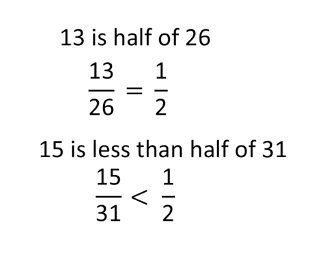 13 is half of 26
13/26 = 1/2
15 is less than half of 31
15/31 < 1/2